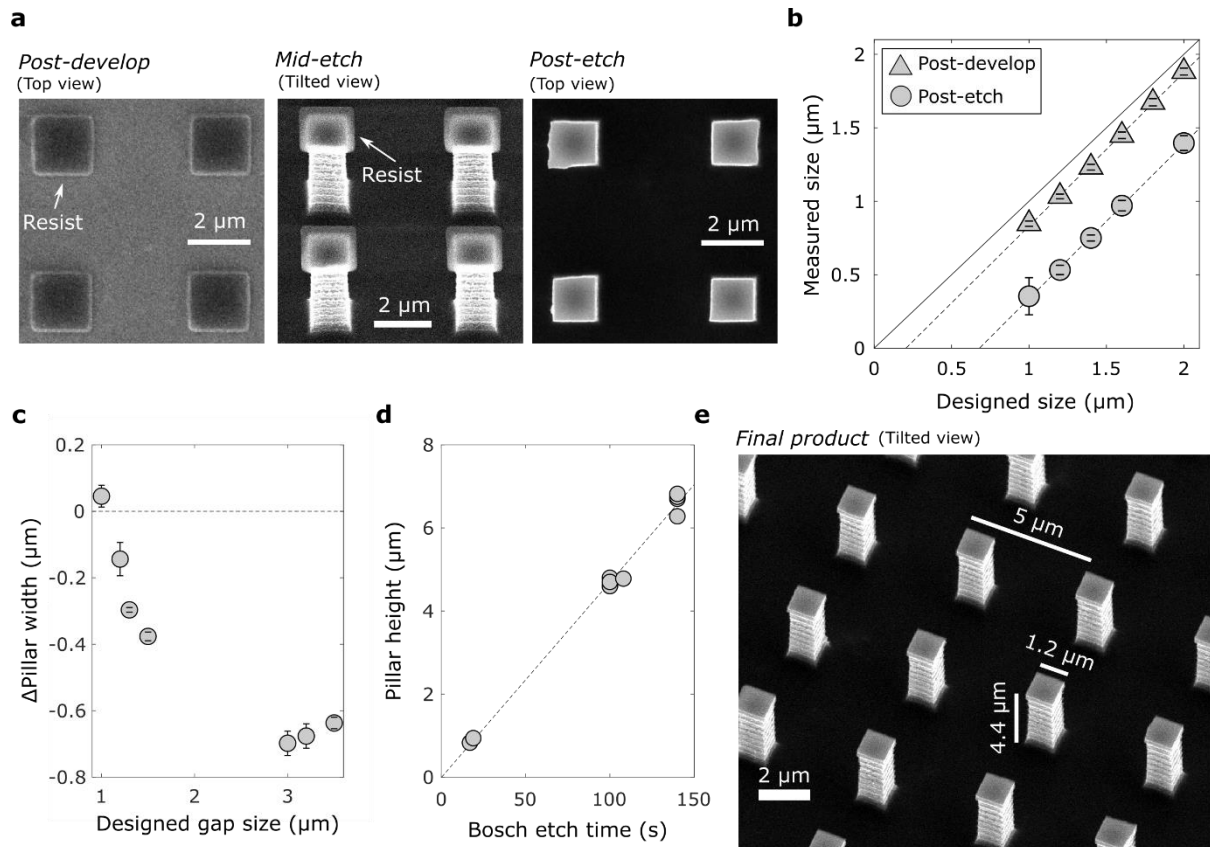 a
Post-develop
(Top view)
Resist
2 μm
Mid-etch
(Tilted view)
Resist
2 μm
Post-etch
(Top view)
2 μm
b
Measured size (μm)
2
1.5
1
0.5
0
Post-develop
Post-etch
0 0.5 1 1.5 2
Designed size (μm)
c
ΔPillar width (μm)
0.2
0
-0.2
-0.4
-0.6
-0.8
1 2 3
Designed gap size (μm)
d
Pillar height (μm)
8
6
4
2
0
0 50 100 150
Bosch etch time (s)
e
Final product (Tilted view)
5 μm
1.2 μm
4.4 μm
2 μm